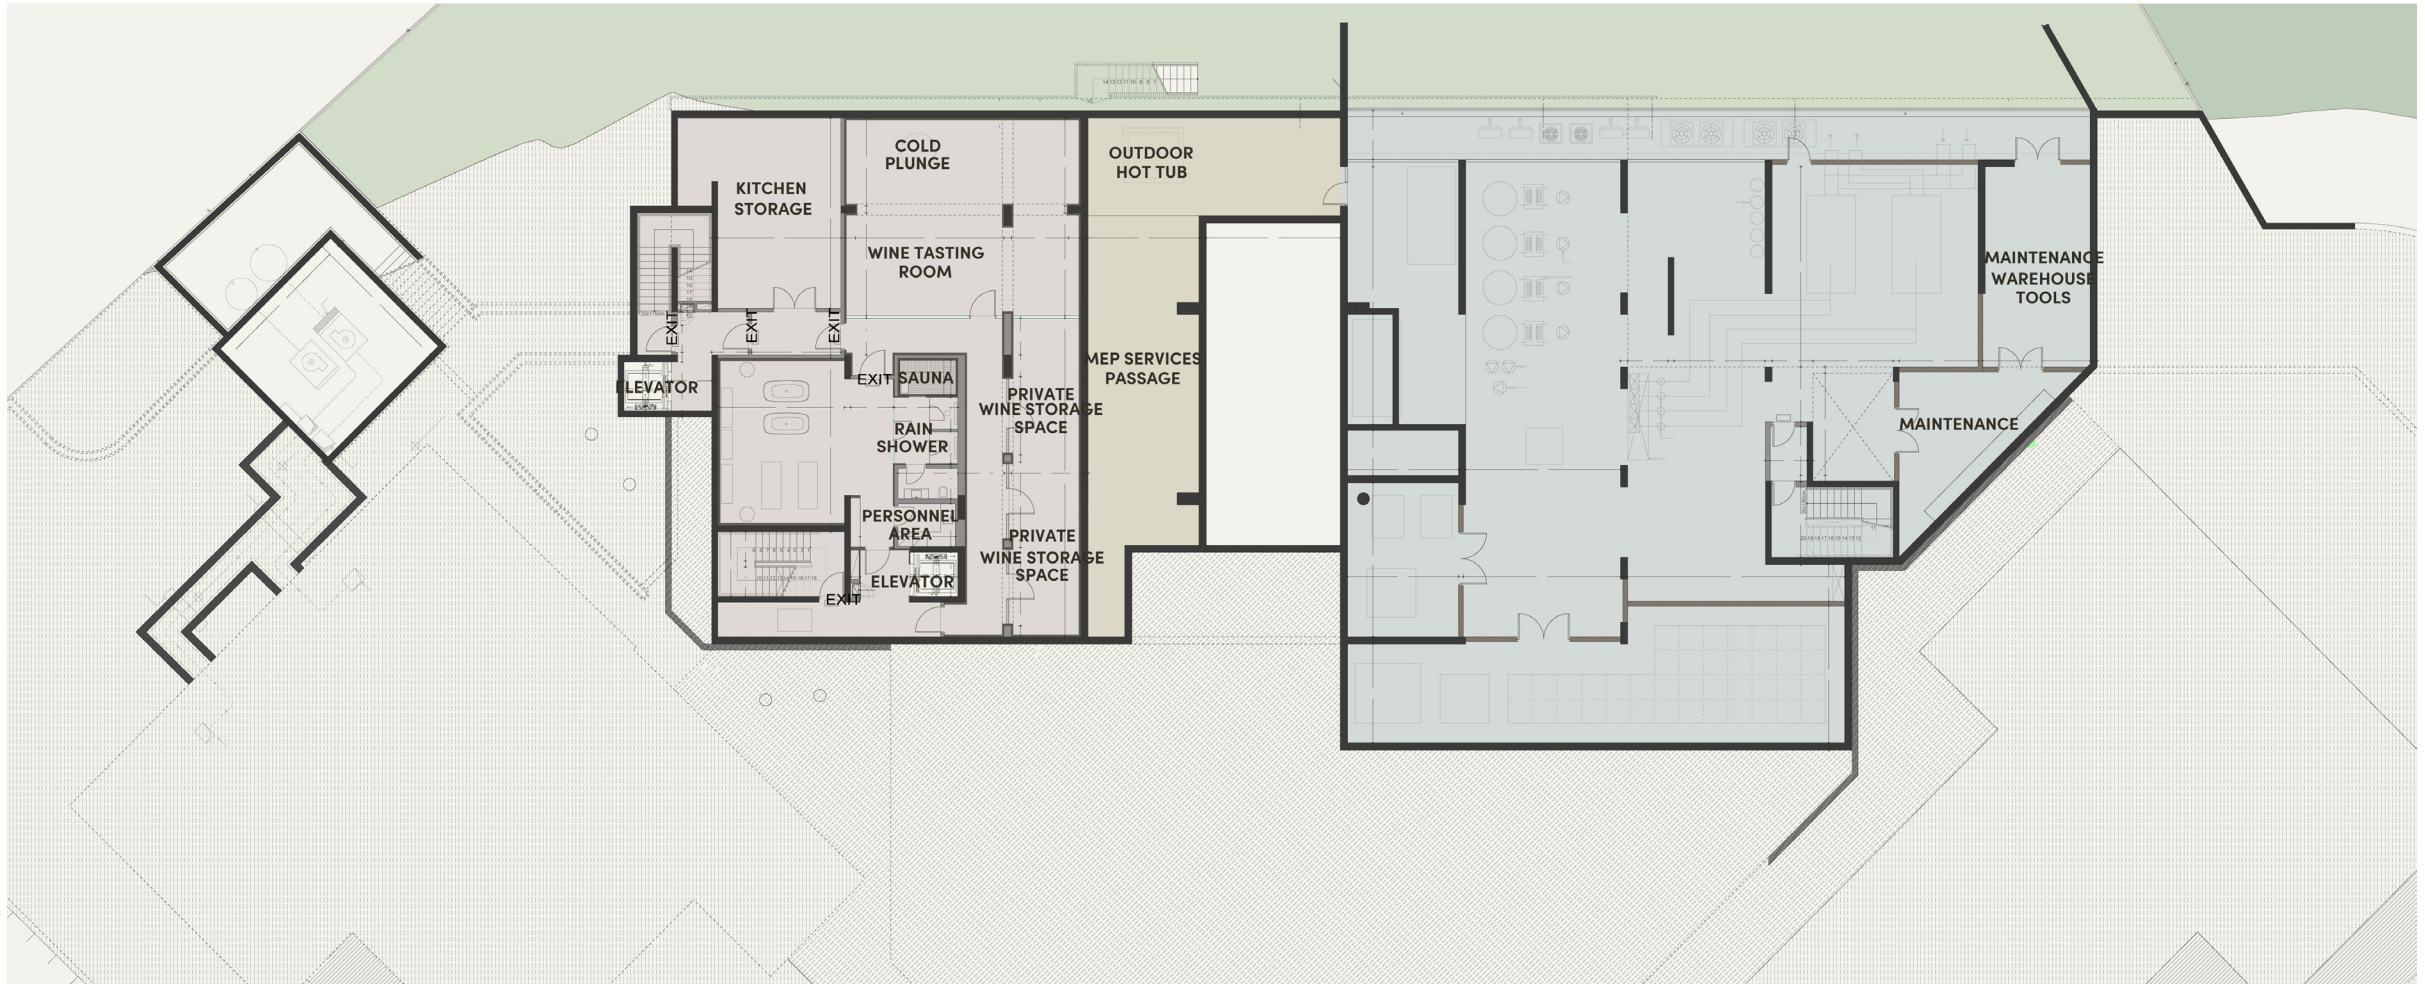 COLD
PLUNGE
OUTDOOR
HOT TUB
KITCHEN
STORAGE
WINE TASTING
ROOM
MAINTENANCE
WAREHOUSE
TOOLS
EXIT
EXIT
EXIT
MEP SERVICES
PASSAGE
ELEVATOR
EXIT
SAUNA
PRIVATE
WINE STORAGE
SPACE
RAIN
SHOWER
MAINTENANCE
PERSONNEL
AREA
PRIVATE
WINE STORAGE
SPACE
ELEVATOR
EXIT